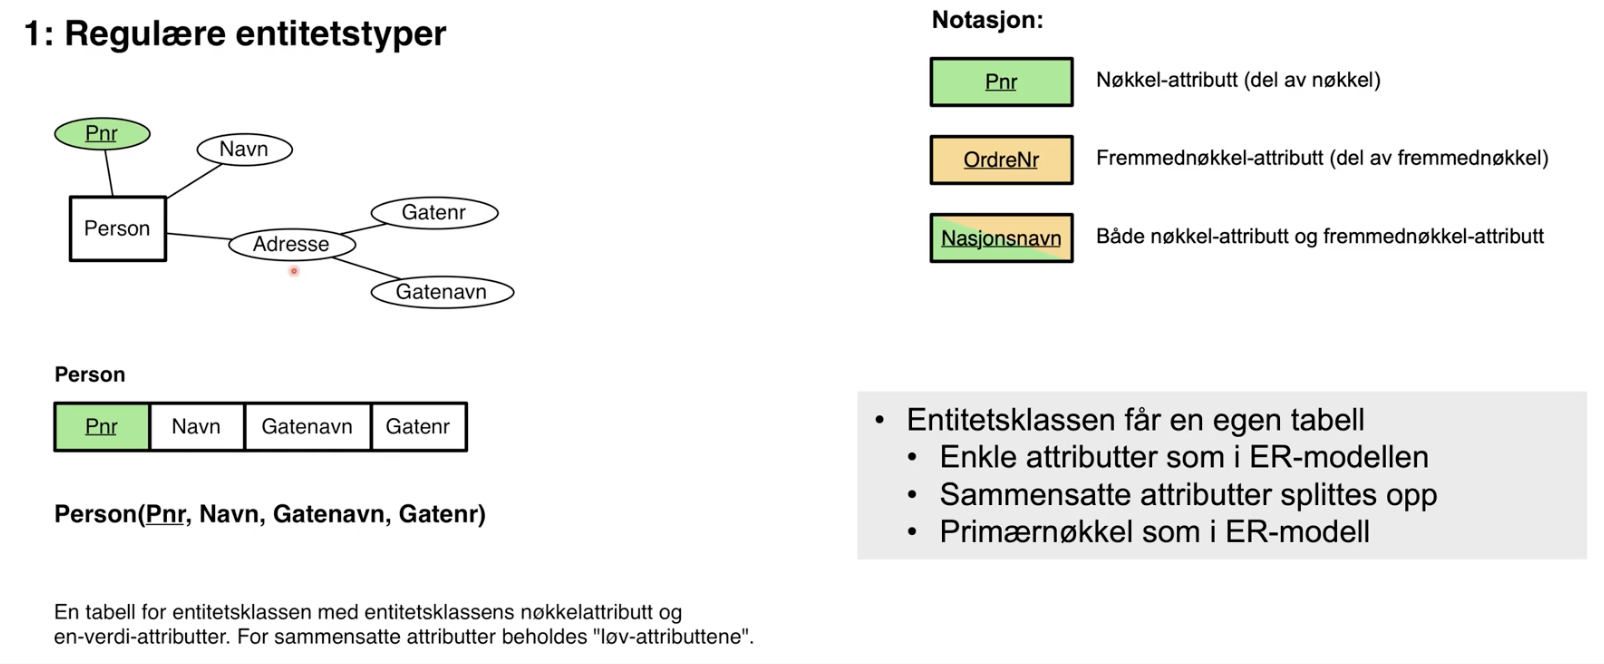 1: Regulære entitetstyper
Pnr
Navn
Person
Adresse
Gatenr
Gatenavn
Person
Pnr Navn Gatenavn Gatenr
Person(Pnr, Navn, Gatenavn, Gatenr)
En tabell for entitetsklassen med entitetsklassens nøkkelattributt og
en-verdi-attributter. For sammensatte attributter beholdes "løv-attributtene".
Notasjon:
Pnr Nøkkel-attributt (del av nøkkel)
OrdreNr Fremmednøkkel-attributt (del av fremmednøkkel)
Nasjonsnavn Både nøkkel-attributt og fremmednøkkel-attributt
• Entitetsklassen får en egen tabell
• Enkle attributter som i ER-modellen
• Sammensatte attributter splittes opp
• Primærnøkkel som i ER-modell